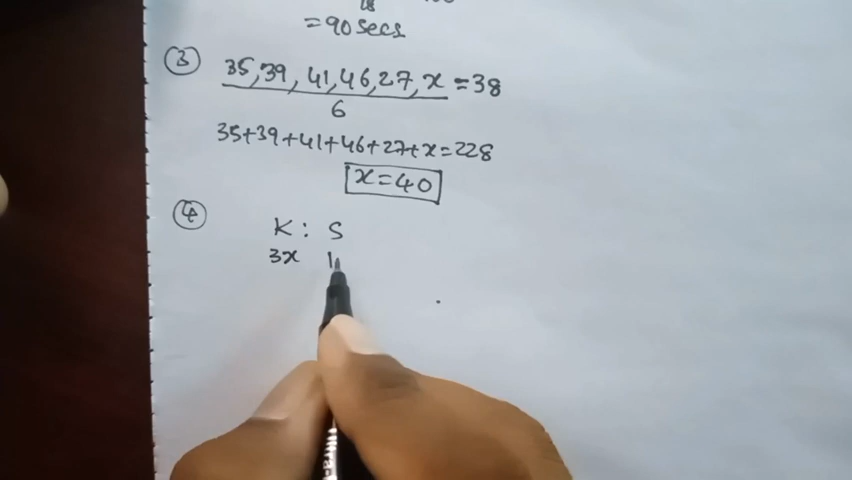 =90 secs
③
35, 39, 41, 46, 27, x = 38
6
35+39+41+46+27+x=228
x=40
④
K : S
3x 1